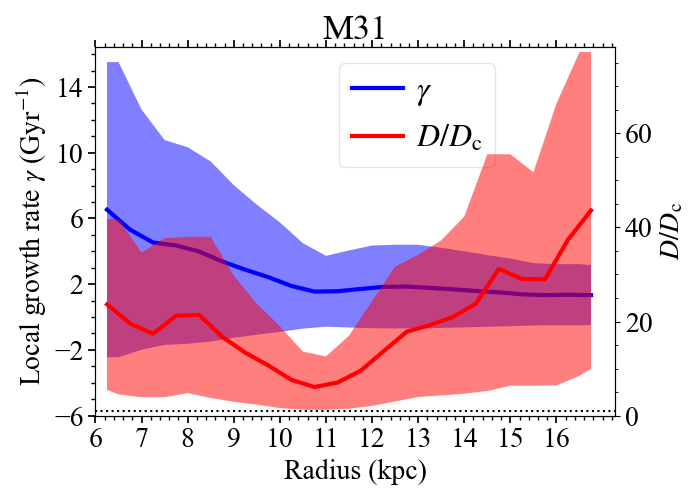 M31
Local growth rate γ (Gyr⁻¹)
14
10
6
2
−2
−6
γ
D/Dc
60
40
20
0
D/Dc
6 7 8 9 10 11 12 13 14 15 16
Radius (kpc)